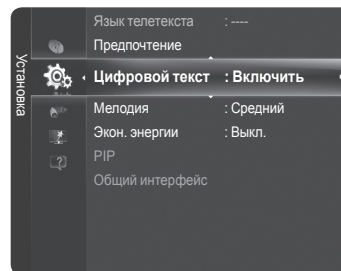 Язык телетекста : ----
Предпочтение
Цифровой текст : Включить
Мелодия : Средний
Экон. энергии : Выкл.
PIP
Общий интерфейс
Установка